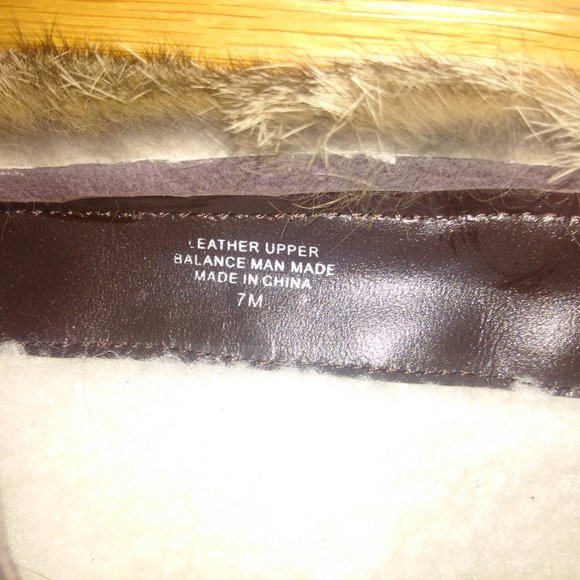 LEATHER UPPER
BALANCE MAN MADE
MADE IN CHINA
7M